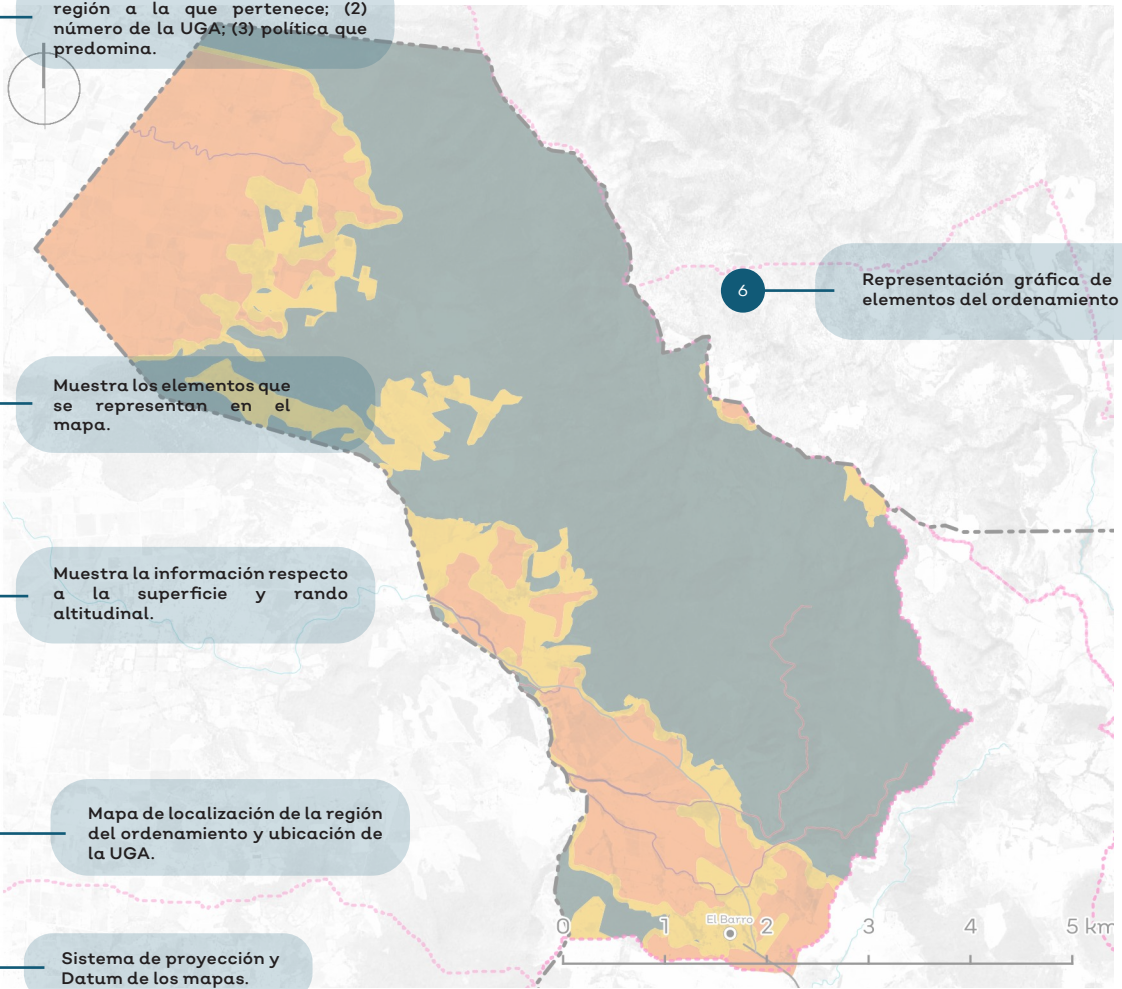 región a la que pertenece; (2)
número de la UGA; (3) política que
predomina.
6
Representación gráfica de
elementos del ordenamiento
Muestra los elementos que
se representan en el
mapa.
Muestra la información respecto
a la superficie y rando
altitudinal.
Mapa de localización de la región
del ordenamiento y ubicación de
la UGA.
El Barro
0 1 2 3 4 5 km
Sistema de proyección y
Datum de los mapas.